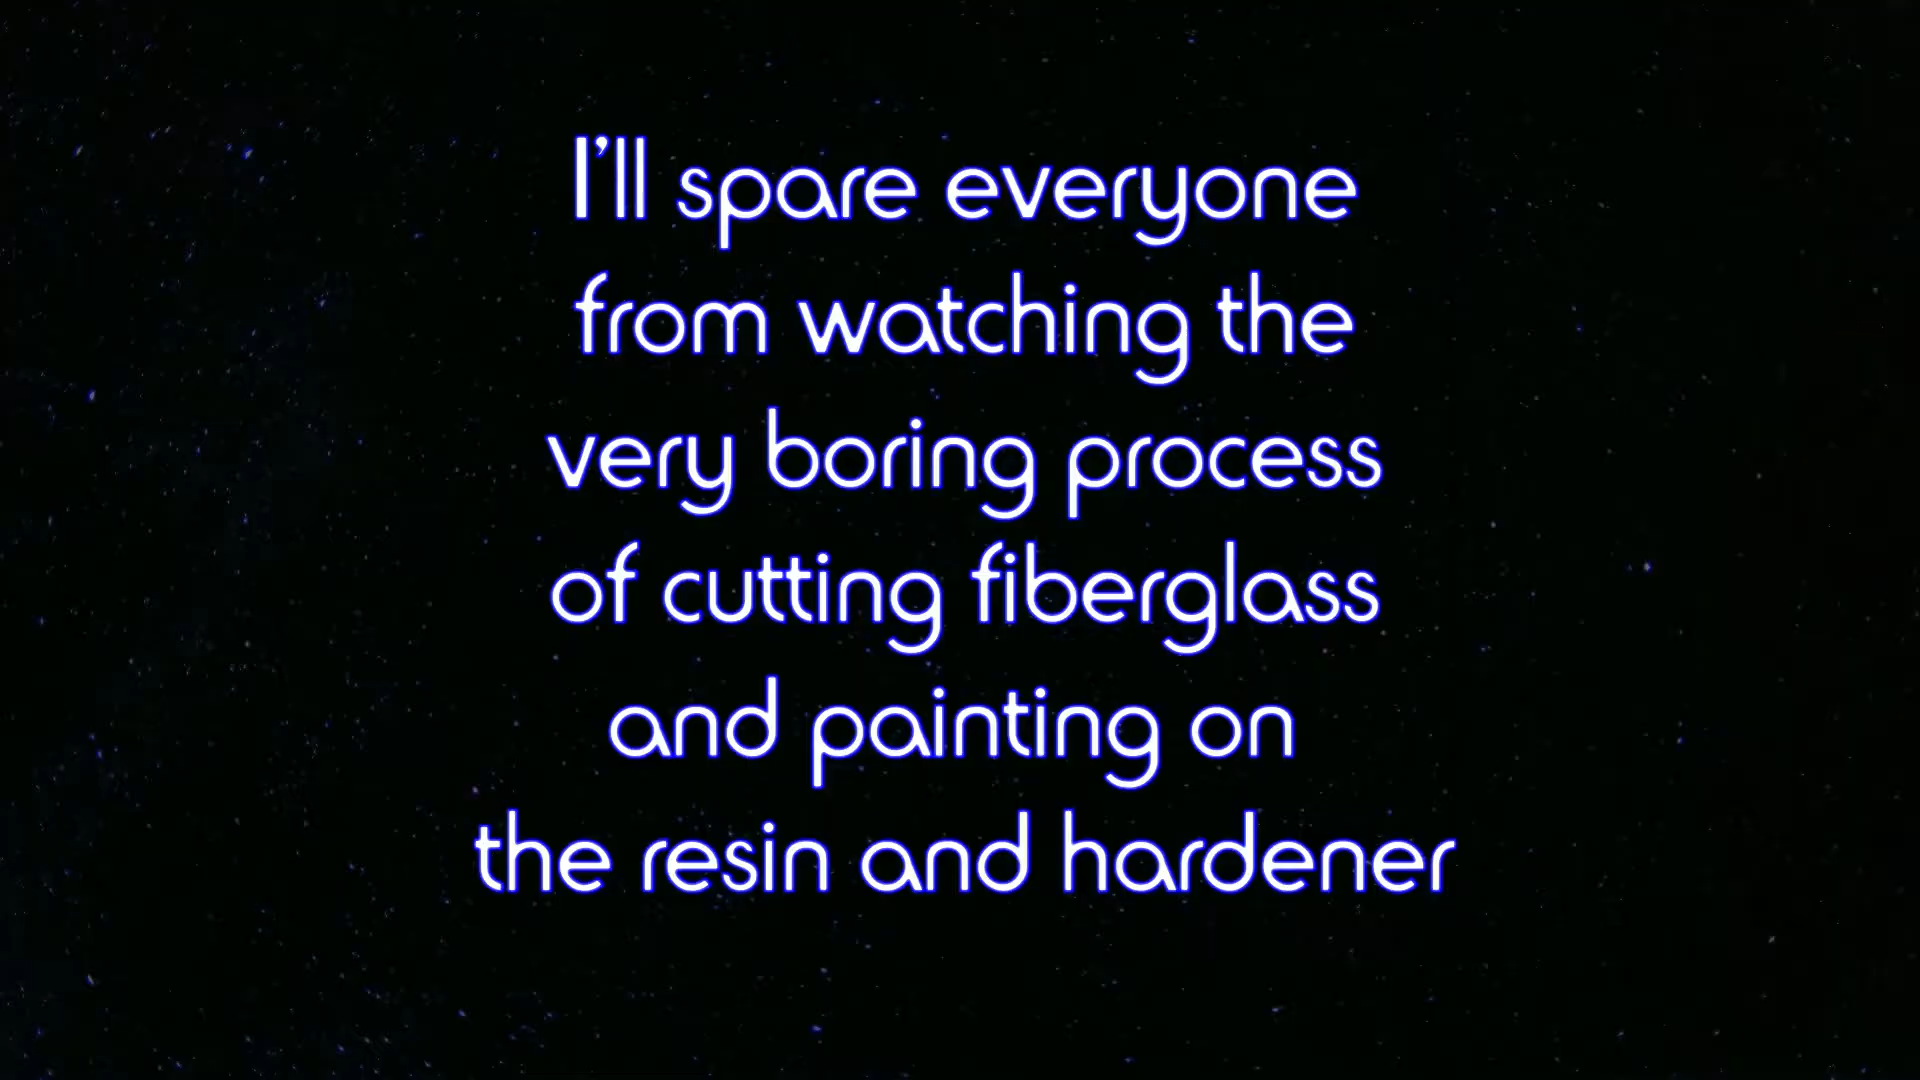 I'll spare everyone
from watching the
very boring process
of cutting fiberglass
and painting on
the resin and hardener